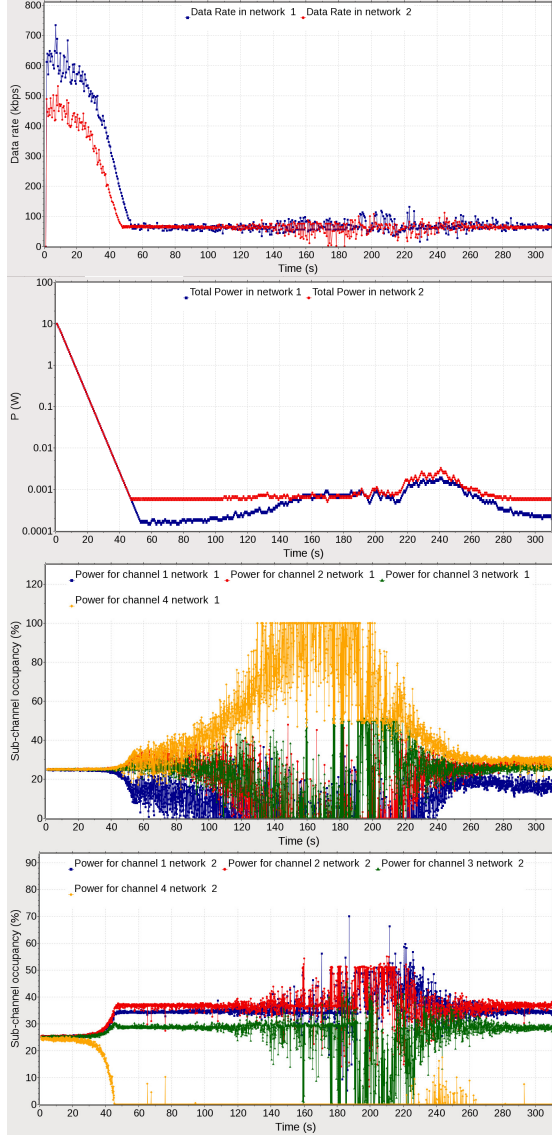 Data Rate in network 1 Data Rate in network 2
800
700
600
500
400
300
200
100
0
Data rate (kbps)
0 20 40 60 80 100 120 140 160 180 200 220 240 260 280 300
Time (s)
Total Power in network 1 Total Power in network 2
100
10
1
0.1
0.01
0.001
0.0001
P (W)
0 20 40 60 80 100 120 140 160 180 200 220 240 260 280 300
Time (s)
Power for channel 1 network 1 Power for channel 2 network 1 Power for channel 3 network 1
Power for channel 4 network 1
120
100
80
60
40
20
0
Sub-channel occupancy (%)
0 20 40 60 80 100 120 140 160 180 200 220 240 260 280 300
Time (s)
Power for channel 1 network 2 Power for channel 2 network 2 Power for channel 3 network 2
Power for channel 4 network 2
90
80
70
60
50
40
30
20
10
0
Sub-channel occupancy (%)
0 20 40 60 80 100 120 140 160 180 200 220 240 260 280 300
Time (s)